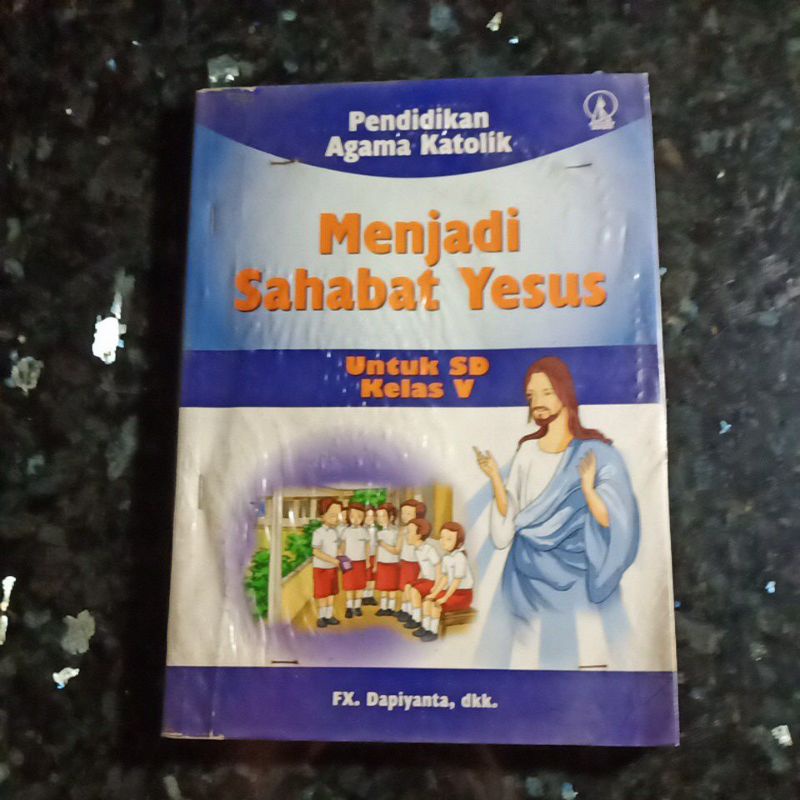 Pendidikan
Agama Katolik
Menjadi
Sahabat Yesus
Untuk SD
Kelas V
FX. Dapiyanta, dkk.